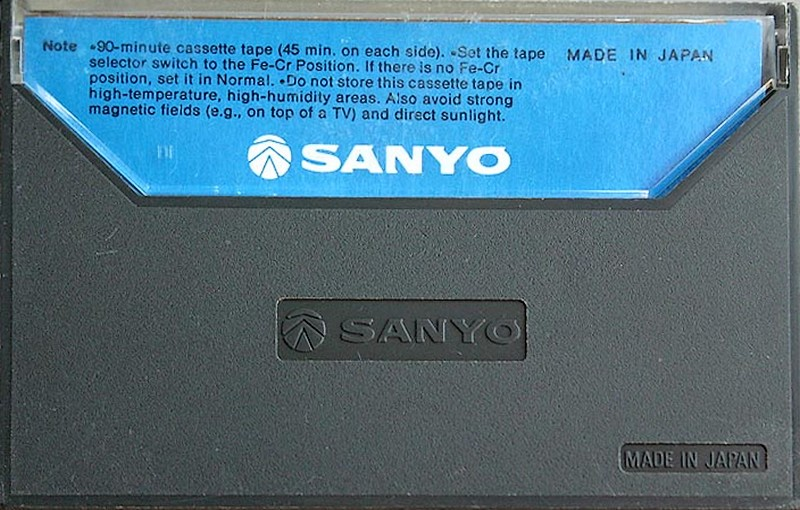 Note •90-minute cassette tape (45 min. on each side). •Set the tape
selector switch to the Fe-Cr Position. If there is no Fe-Cr
position, set it in Normal. •Do not store this cassette tape in
high-temperature, high-humidity areas. Also avoid strong
magnetic fields (e.g., on top of a TV) and direct sunlight.
MADE IN JAPAN
SANYO
SANYO
MADE IN JAPAN